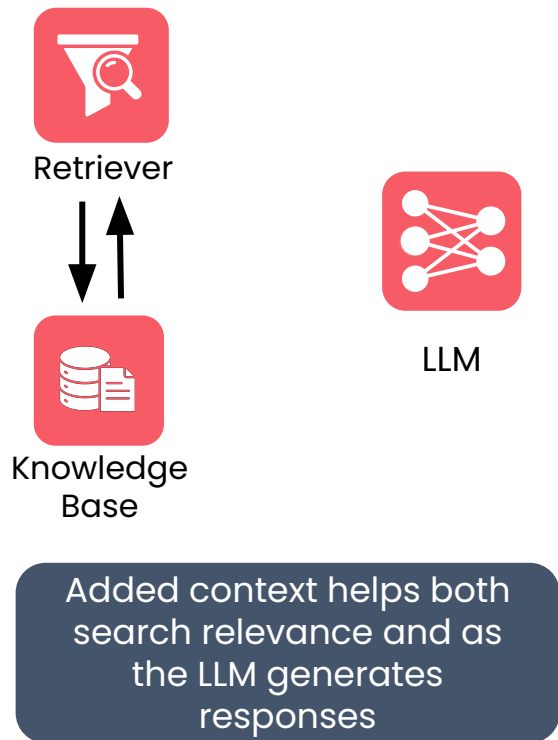 Retriever
LLM
Knowledge
Base
Added context helps both
search relevance and as
the LLM generates
responses